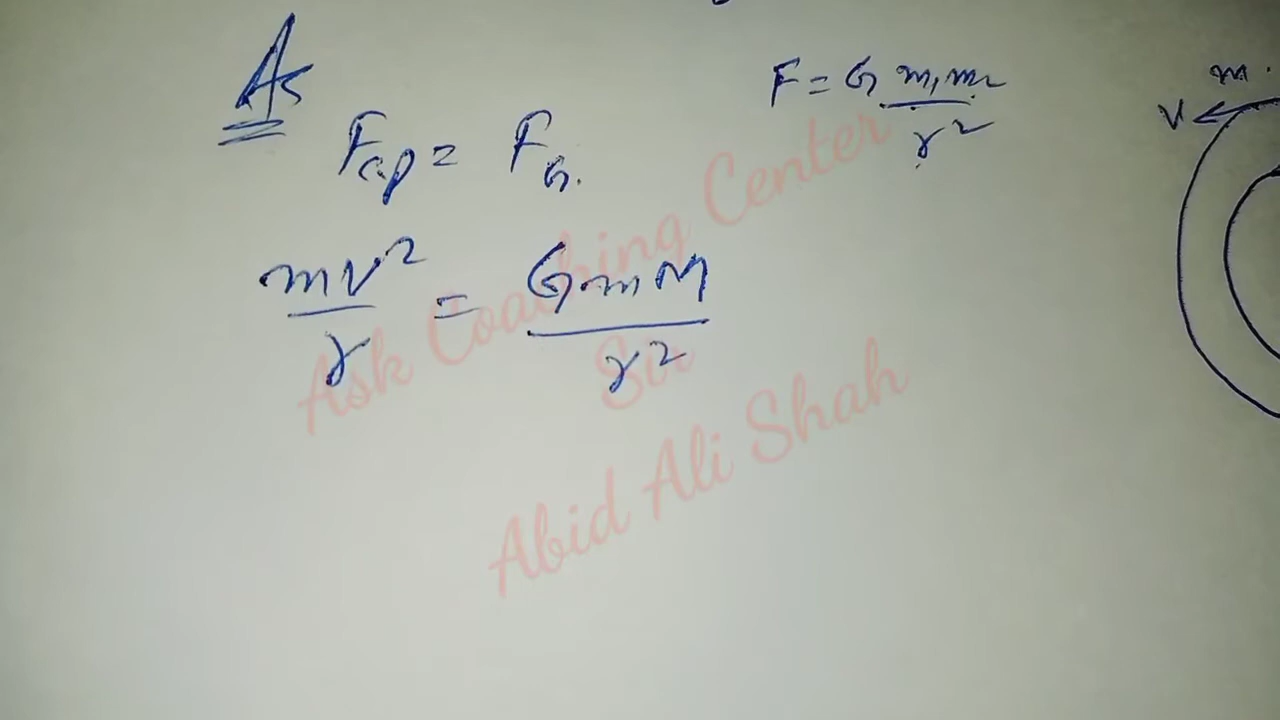 As
F = G m₁m₂ / r²
m.
V
Fcp = FG.
mv² / r = GmM / r²
Ask Coaching Center
Sir
Abid Ali Shah